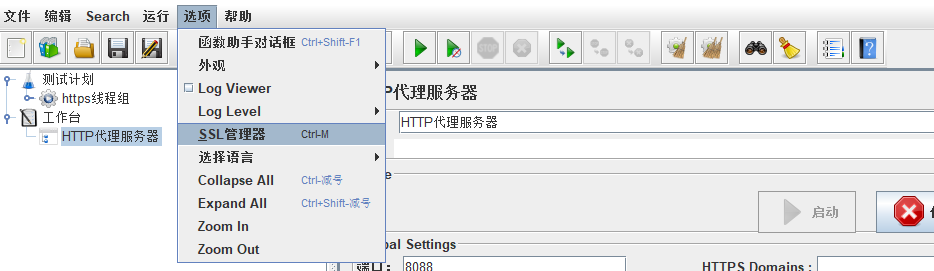 文件 编辑 Search 运行 选项 帮助
函数助手对话框 Ctrl+Shift-F1
外观
Log Viewer
Log Level
SSL管理器 Ctrl-M
选择语言
Collapse All Ctrl-减号
Expand All Ctrl+Shift-减号
Zoom In
Zoom Out
测试计划
https线程组
工作台
HTTP代理服务器
P代理服务器
HTTP代理服务器
启动
bal Settings
端口: 8088
HTTPS Domains :